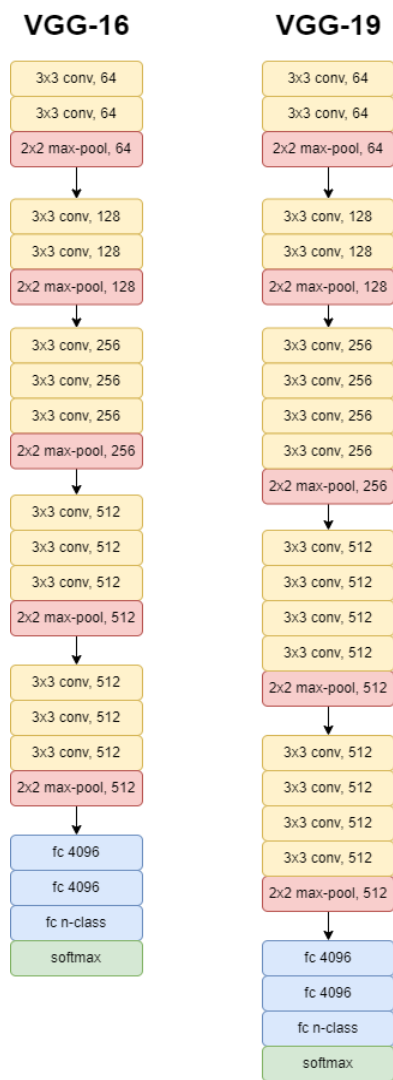 VGG-16
3x3 conv, 64
3x3 conv, 64
2x2 max-pool, 64
3x3 conv, 128
3x3 conv, 128
2x2 max-pool, 128
3x3 conv, 256
3x3 conv, 256
3x3 conv, 256
2x2 max-pool, 256
3x3 conv, 512
3x3 conv, 512
3x3 conv, 512
2x2 max-pool, 512
3x3 conv, 512
3x3 conv, 512
3x3 conv, 512
2x2 max-pool, 512
fc 4096
fc 4096
fc n-class
softmax
VGG-19
3x3 conv, 64
3x3 conv, 64
2x2 max-pool, 64
3x3 conv, 128
3x3 conv, 128
2x2 max-pool, 128
3x3 conv, 256
3x3 conv, 256
3x3 conv, 256
3x3 conv, 256
2x2 max-pool, 256
3x3 conv, 512
3x3 conv, 512
3x3 conv, 512
3x3 conv, 512
2x2 max-pool, 512
3x3 conv, 512
3x3 conv, 512
3x3 conv, 512
3x3 conv, 512
2x2 max-pool, 512
fc 4096
fc 4096
fc n-class
softmax